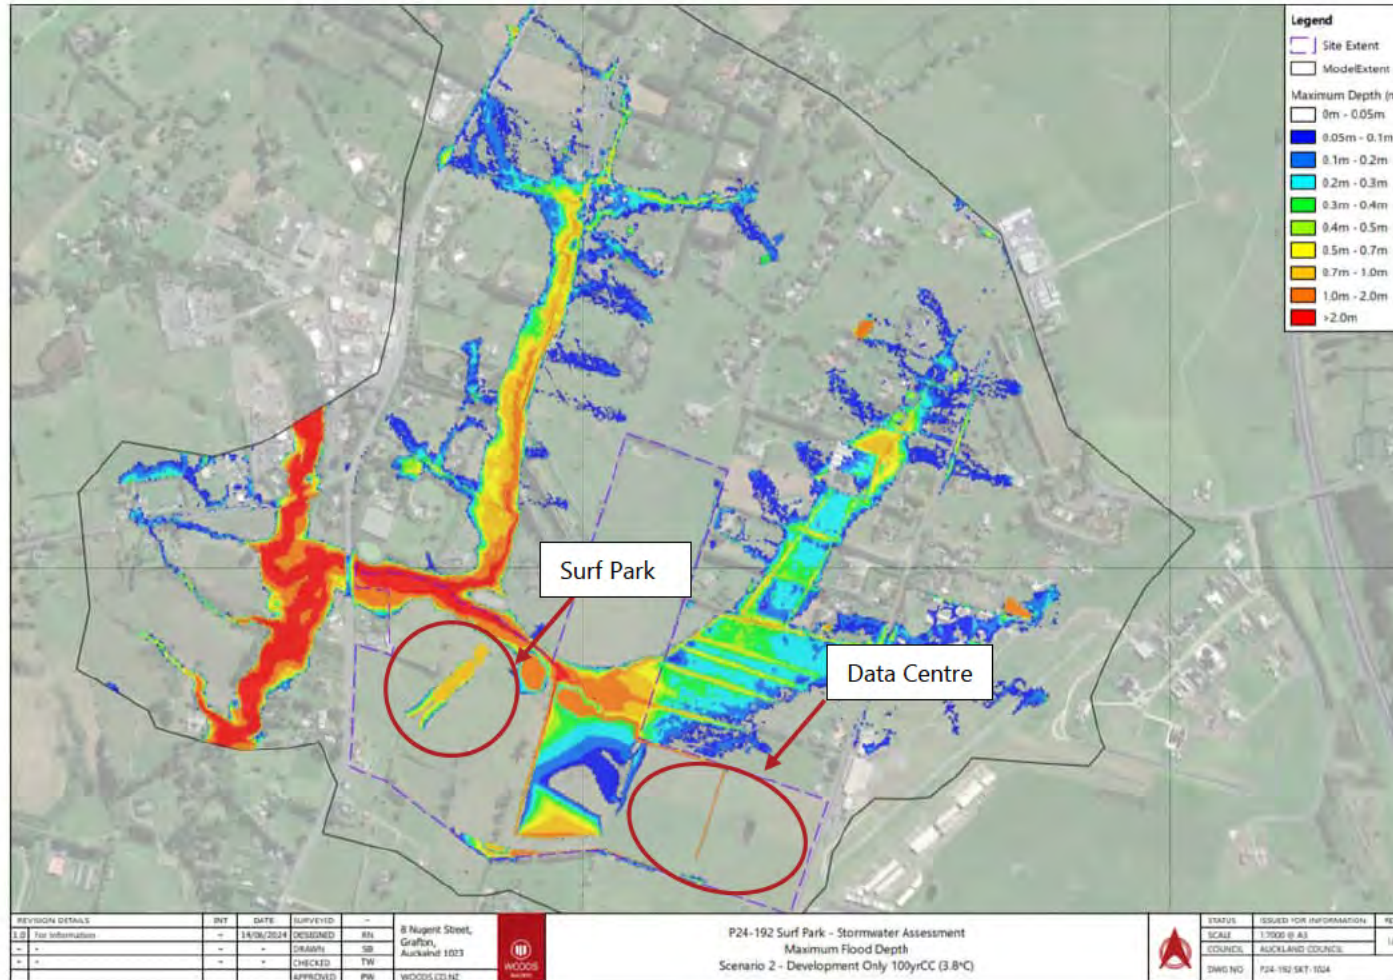 Legend
Site Extent
ModelExtent
Maximum Depth (m
0m - 0.05m
0.05m - 0.1m
0.1m - 0.2m
0.2m - 0.3m
0.3m - 0.4m
0.4m - 0.5m
0.5m - 0.7m
0.7m - 1.0m
1.0m - 2.0m
>2.0m
Surf Park
Data Centre
REVISION DETAILS INT DATE SURVEYED -
1.0 For Information - 14/06/2024 DESIGNED RN
- - - - DRAWN SB
- - - - CHECKED TW
APPROVED PW
8 Nugent Street,
Grafton,
Auckland 1023
WOODS.CO.NZ
WOODS
P24-192 Surf Park - Stormwater Assessment
Maximum Flood Depth
Scenario 2 - Development Only 100yrCC (3.8°C)
STATUS ISSUED FOR INFORMATION
SCALE 1:7000 @ A3
COUNCIL AUCKLAND COUNCIL
DWG NO P24-192-SKT-1024